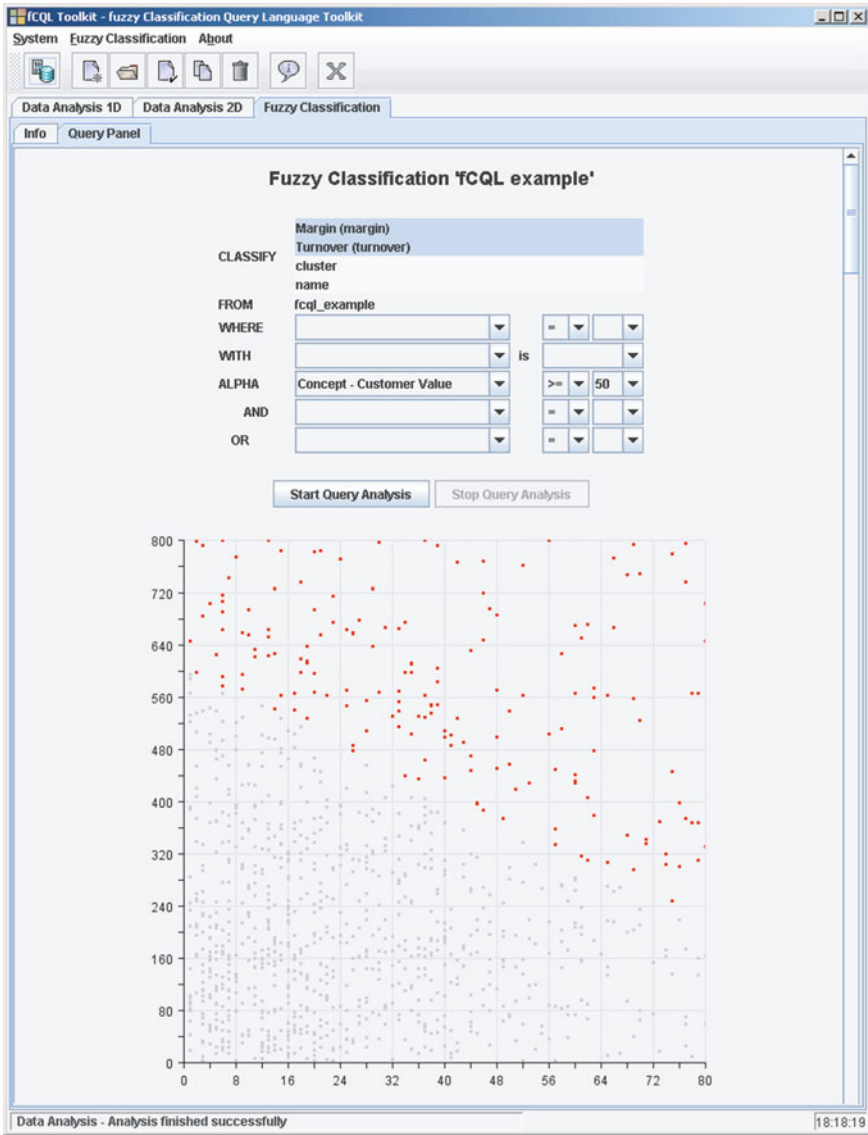 fCQL Toolkit - fuzzy Classification Query Language Toolkit
System Fuzzy Classification About
Data Analysis 1D Data Analysis 2D Fuzzy Classification
Info Query Panel
Fuzzy Classification 'fCQL example'
Margin (margin)
Turnover (turnover)
CLASSIFY
cluster
name
FROM fcql_example
WHERE =
WITH is
ALPHA Concept - Customer Value >= 50
AND =
OR =
Start Query Analysis Stop Query Analysis
800
720
640
560
480
400
320
240
160
80
0
0 8 16 24 32 40 48 56 64 72 80
Data Analysis - Analysis finished successfully 18:18:19